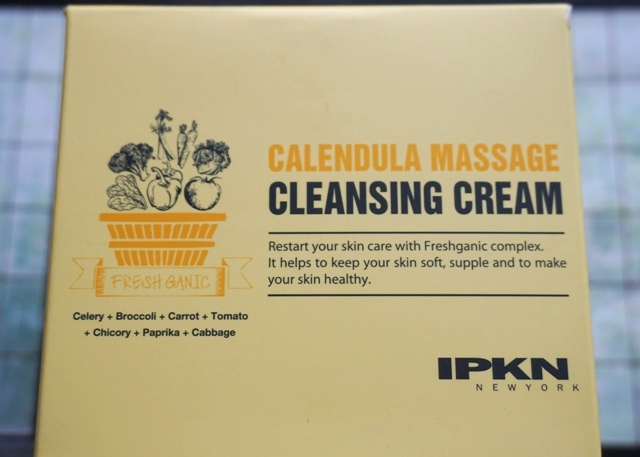 CALENDULA MASSAGE
CLEANSING CREAM
Restart your skin care with Freshganic complex.
It helps to keep your skin soft, supple and to make
your skin healthy.
FRESH GANIC
Celery + Broccoli + Carrot + Tomato
+ Chicory + Paprika + Cabbage
IPKN
NEWYORK